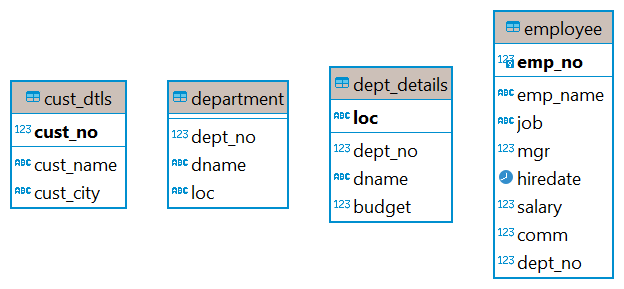 cust_dtls
123 cust_no
ABC cust_name
ABC cust_city
department
123 dept_no
ABC dname
ABC loc
dept_details
ABC loc
123 dept_no
ABC dname
123 budget
employee
123 emp_no
ABC emp_name
ABC job
123 mgr
hiredate
123 salary
123 comm
123 dept_no